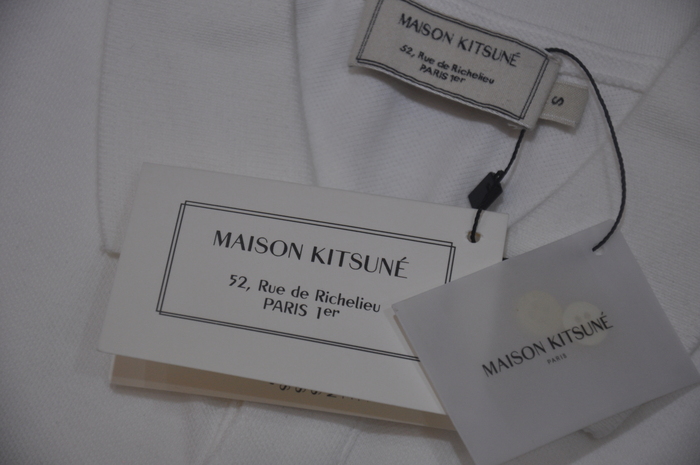 MAISON KITSUNÉ
52, Rue de Richelieu
PARIS 1er
S
MAISON KITSUNÉ
52, Rue de Richelieu
PARIS 1er
MAISON KITSUNÉ
PARIS